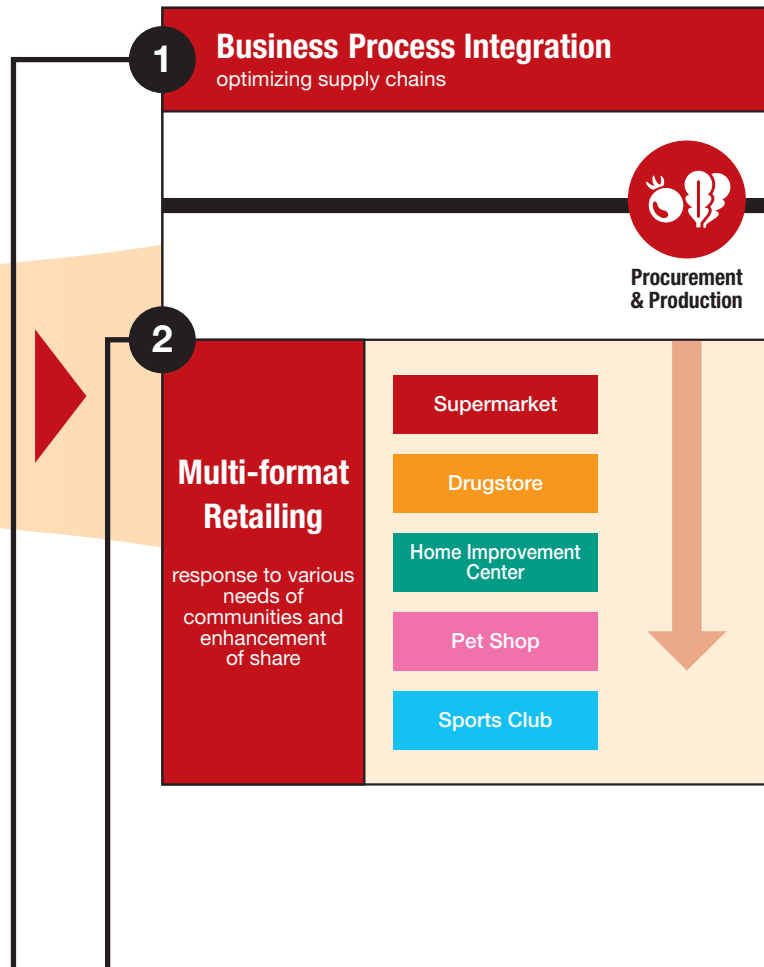 1
Business Process Integration
optimizing supply chains
Procurement
& Production
2
Multi-format
Retailing
response to various
needs of
communities and
enhancement
of share
Supermarket
Drugstore
Home Improvement
Center
Pet Shop
Sports Club